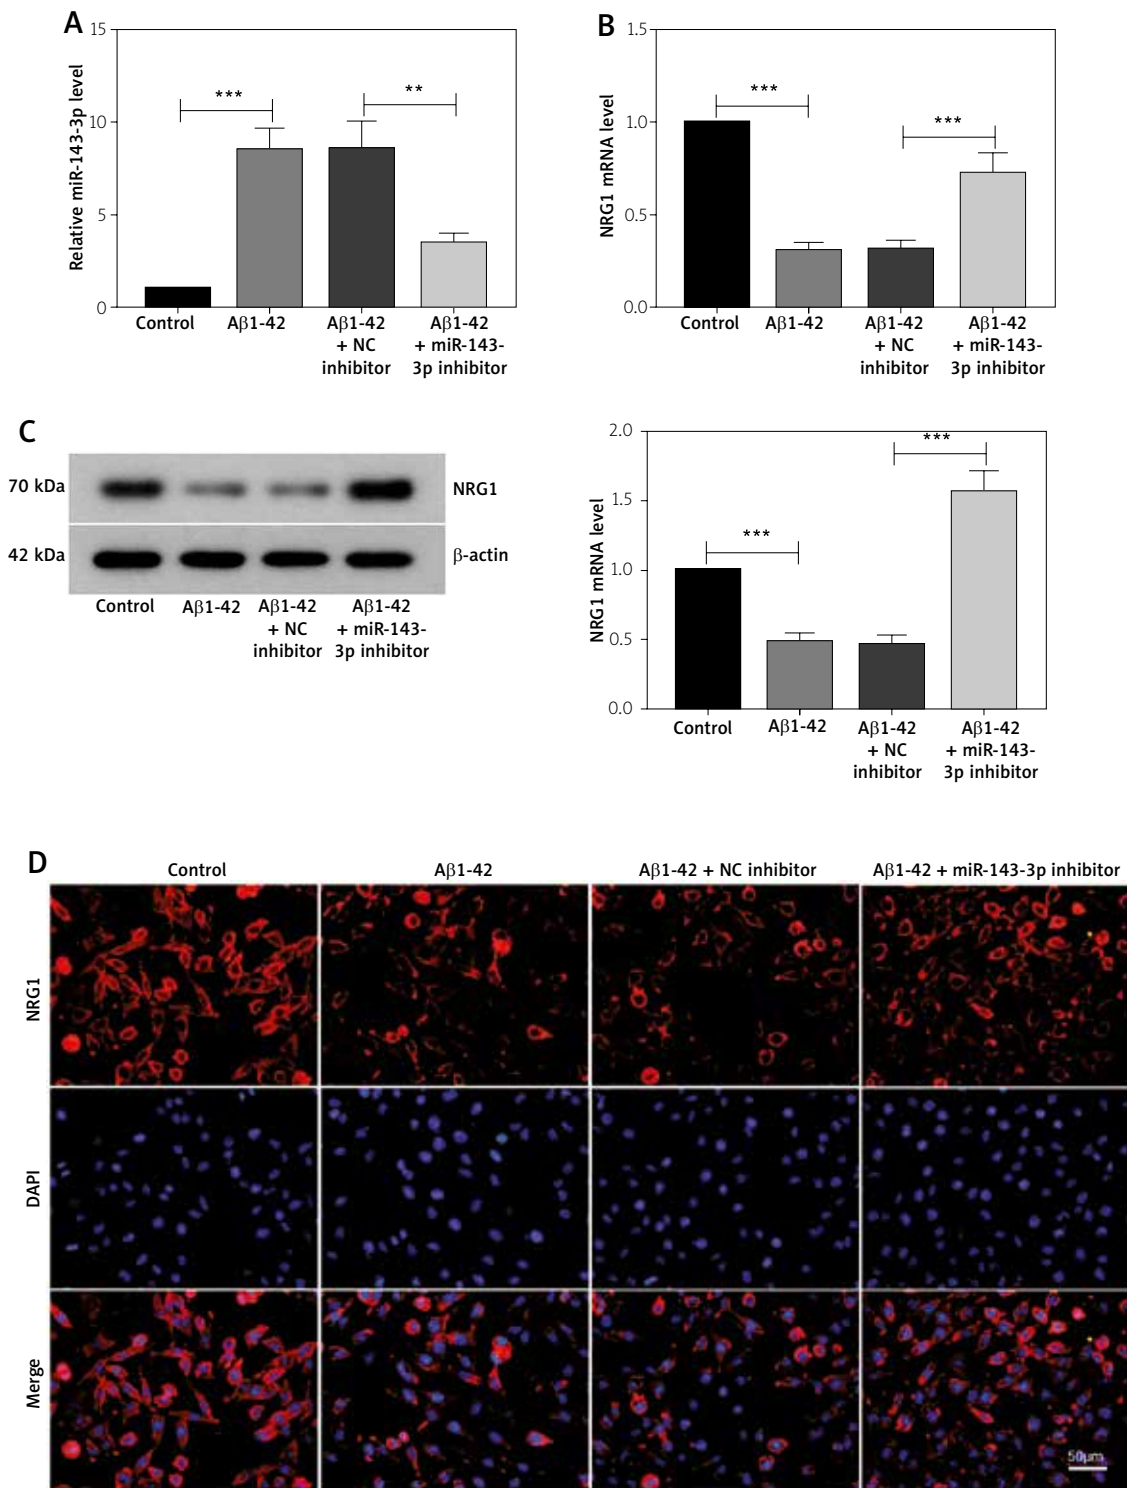 A
15
10
5
0
Relative miR-143-3p level
***
**
Control
Aβ1-42
Aβ1-42
+ NC
inhibitor
Aβ1-42
+ miR-143-
3p inhibitor
B
1.5
1.0
0.5
0.0
NRG1 mRNA level
***
***
Control
Aβ1-42
Aβ1-42
+ NC
inhibitor
Aβ1-42
+ miR-143-
3p inhibitor
C
70 kDa
NRG1
42 kDa
β-actin
Control
Aβ1-42
Aβ1-42
+ NC
inhibitor
Aβ1-42
+ miR-143-
3p inhibitor
2.0
1.5
1.0
0.5
0.0
NRG1 mRNA level
***
***
Control
Aβ1-42
Aβ1-42
+ NC
inhibitor
Aβ1-42
+ miR-143-
3p inhibitor
D
Control
Aβ1-42
Aβ1-42 + NC inhibitor
Aβ1-42 + miR-143-3p inhibitor
NRG1
DAPI
Merge
50μm